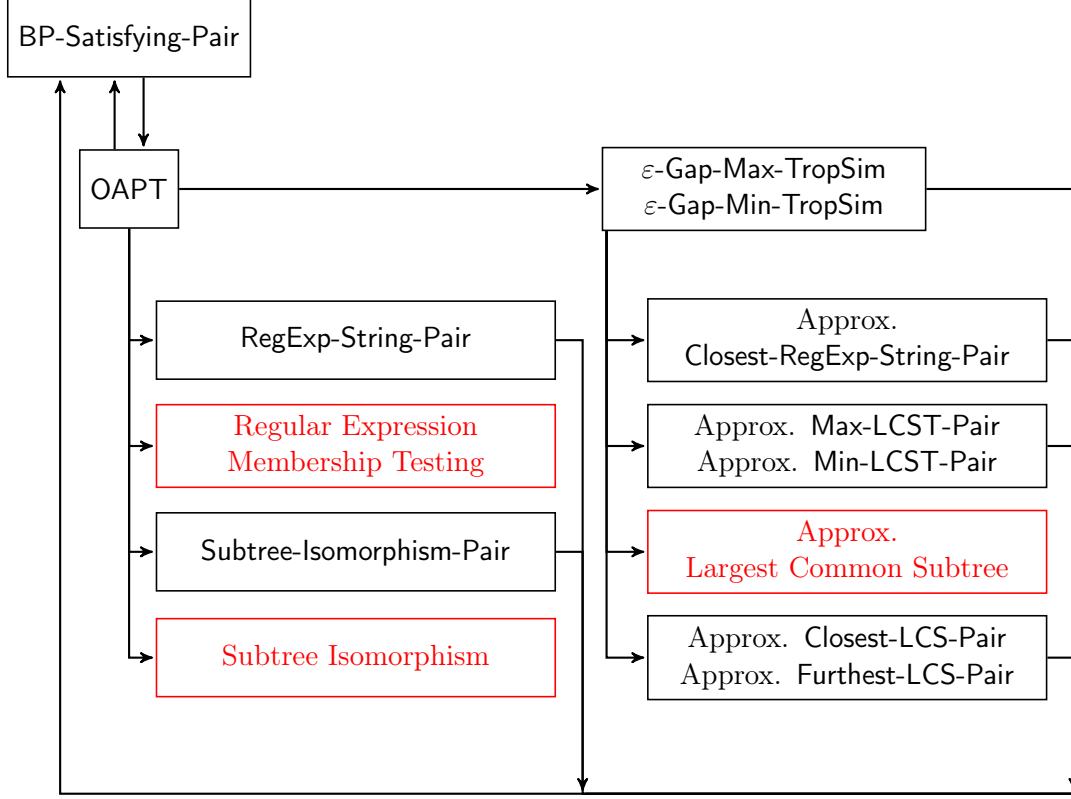 BP-Satisfying-Pair
OAPT
ε-Gap-Max-TropSim
ε-Gap-Min-TropSim
RegExp-String-Pair
Regular Expression
Membership Testing
Subtree-Isomorphism-Pair
Subtree Isomorphism
Approx.
Closest-RegExp-String-Pair
Approx. Max-LCST-Pair
Approx. Min-LCST-Pair
Approx.
Largest Common Subtree
Approx. Closest-LCS-Pair
Approx. Furthest-LCS-Pair